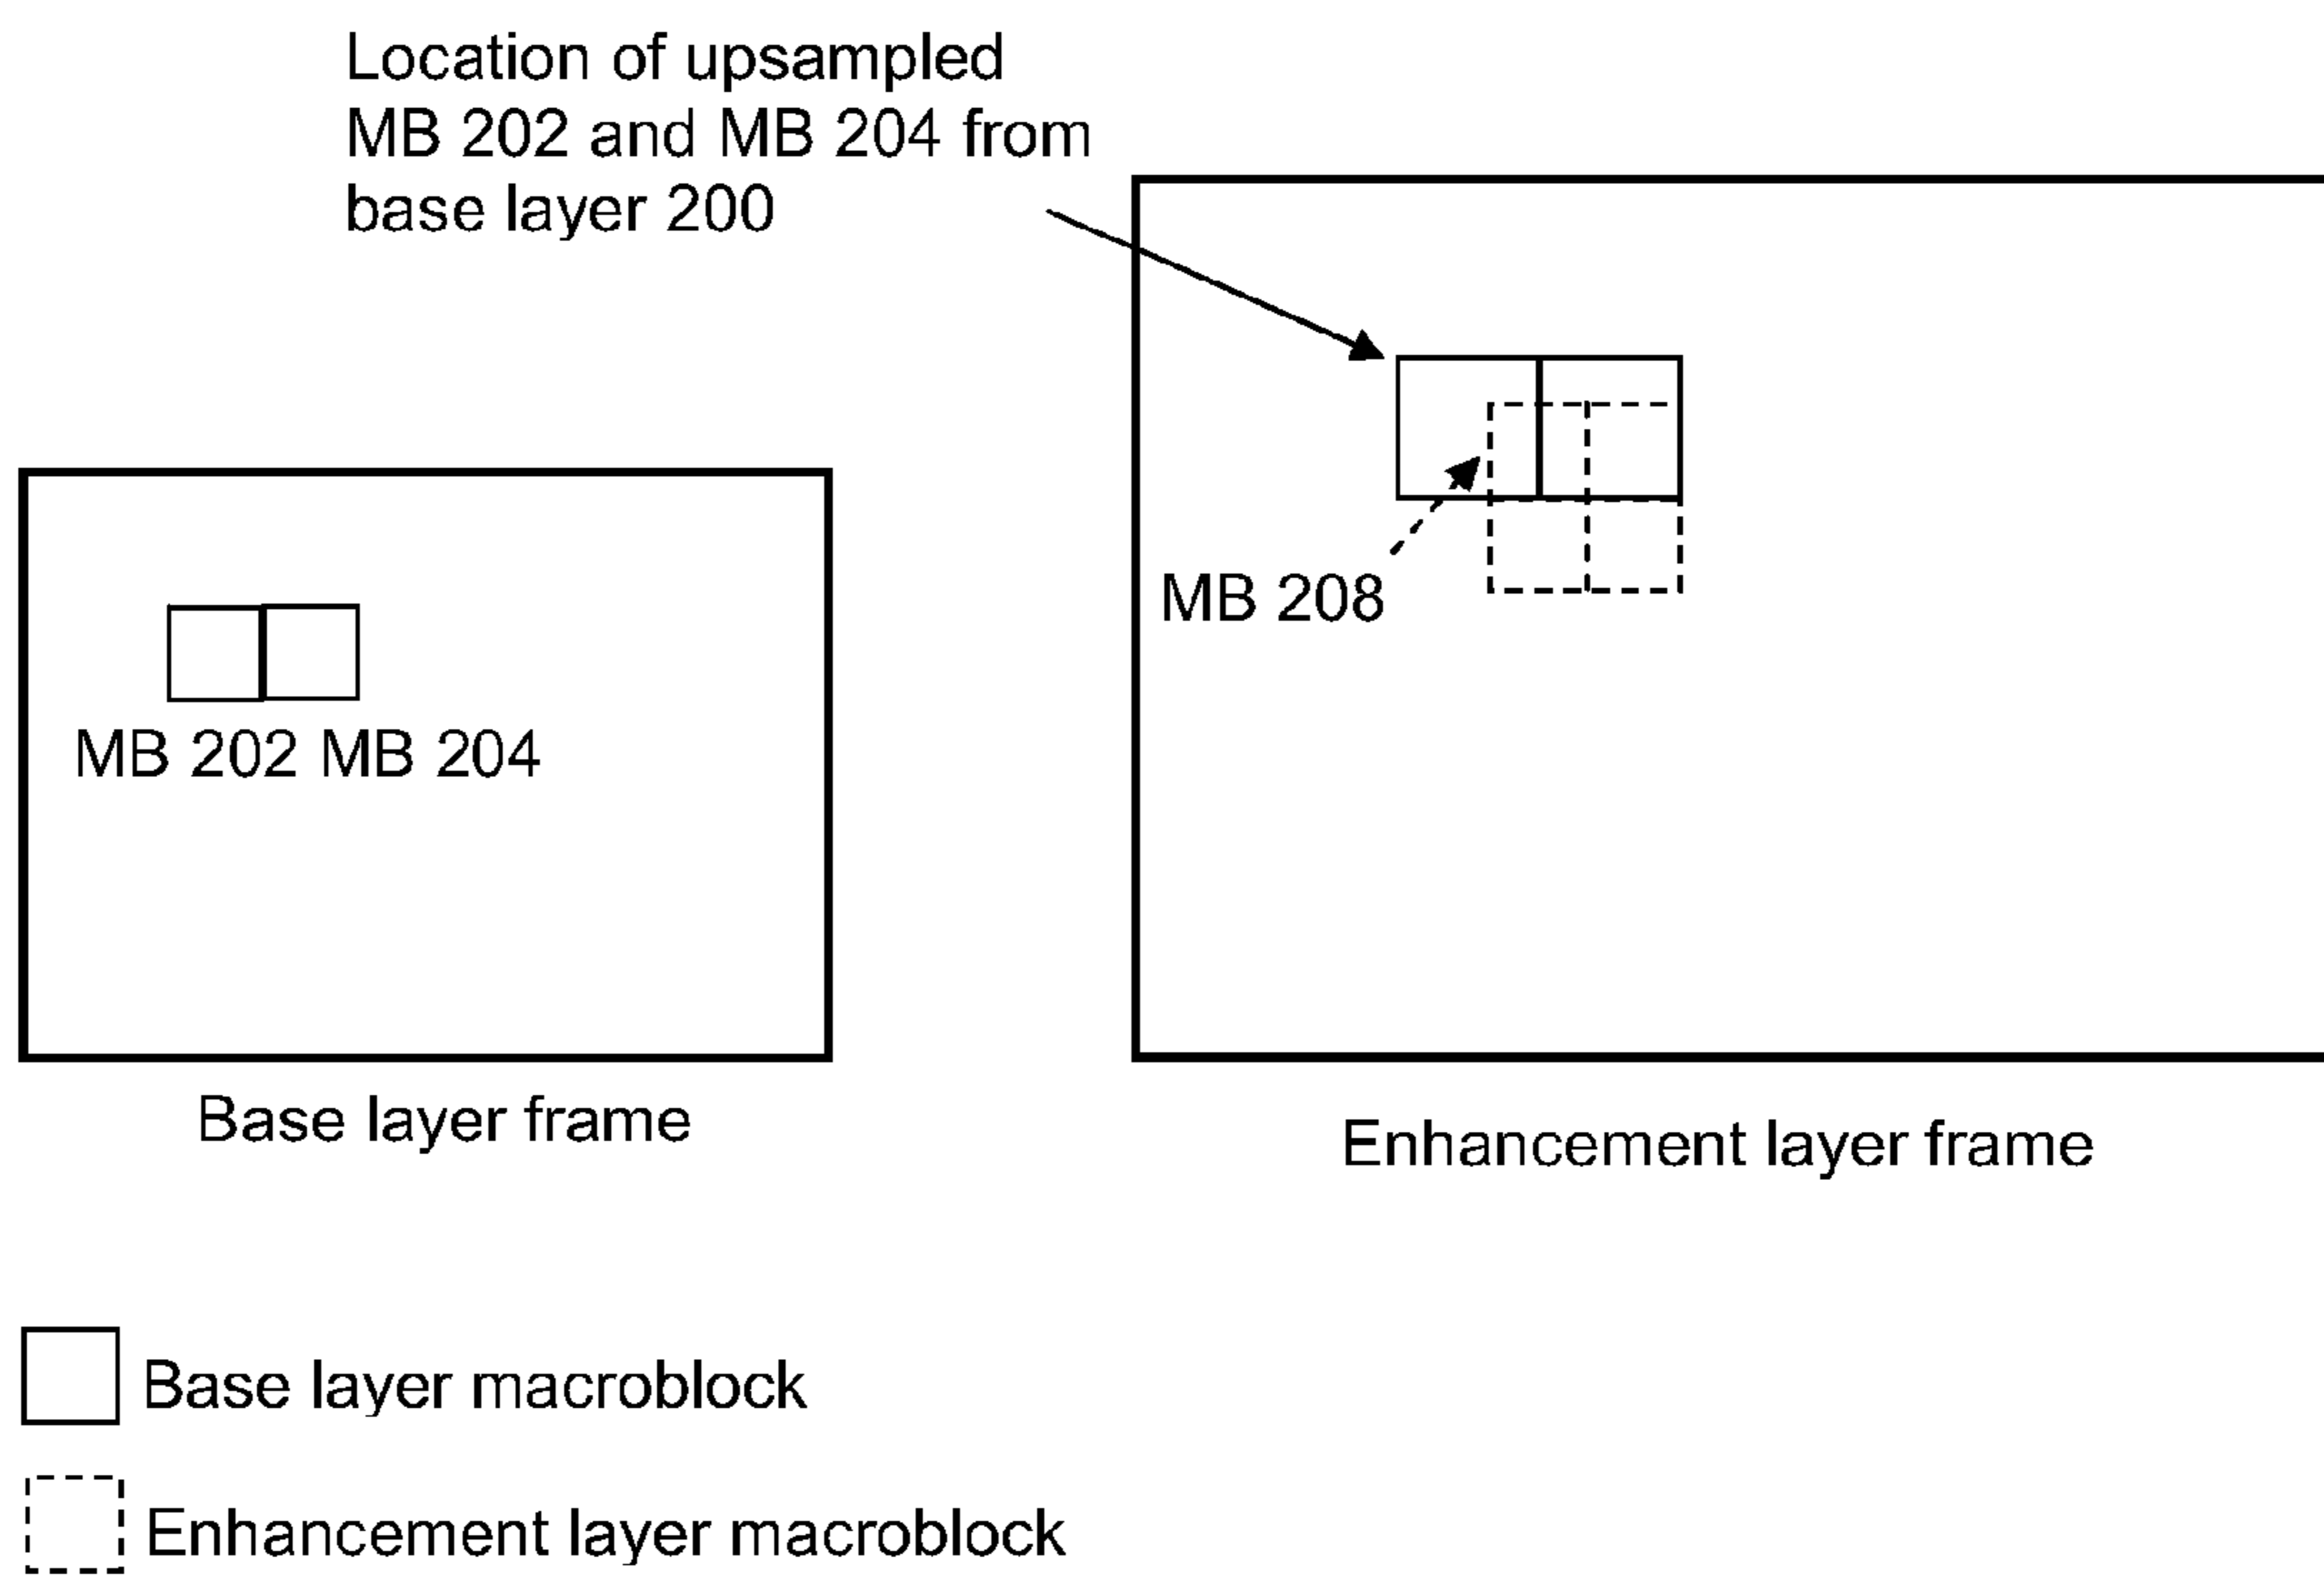 Location of upsampled
MB 202 and MB 204 from
base layer 200
MB 208
MB 202 MB 204
Base layer frame
Enhancement layer frame
Base layer macroblock
Enhancement layer macroblock